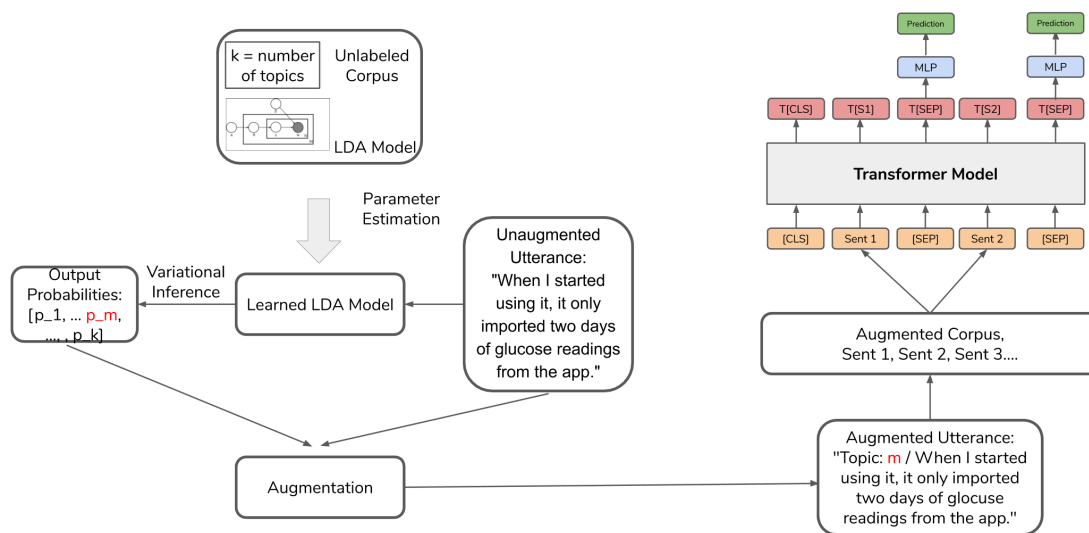 k = number
of topics
Unlabeled
Corpus
LDA Model
Parameter
Estimation
Unaugmented
Utterance:
"When I started
using it, it only
imported two days
of glucose readings
from the app."
Learned LDA Model
Variational
Inference
Output
Probabilities:
[p_1, ... p_m,
..., , p_k]
Augmentation
Augmented Utterance:
"Topic: m / When I started
using it, it only imported
two days of glocuse
readings from the app."
Augmented Corpus,
Sent 1, Sent 2, Sent 3....
[CLS] Sent 1 [SEP] Sent 2 [SEP]
Transformer Model
T[CLS] T[S1] T[SEP] T[S2] T[SEP]
MLP MLP
Prediction Prediction